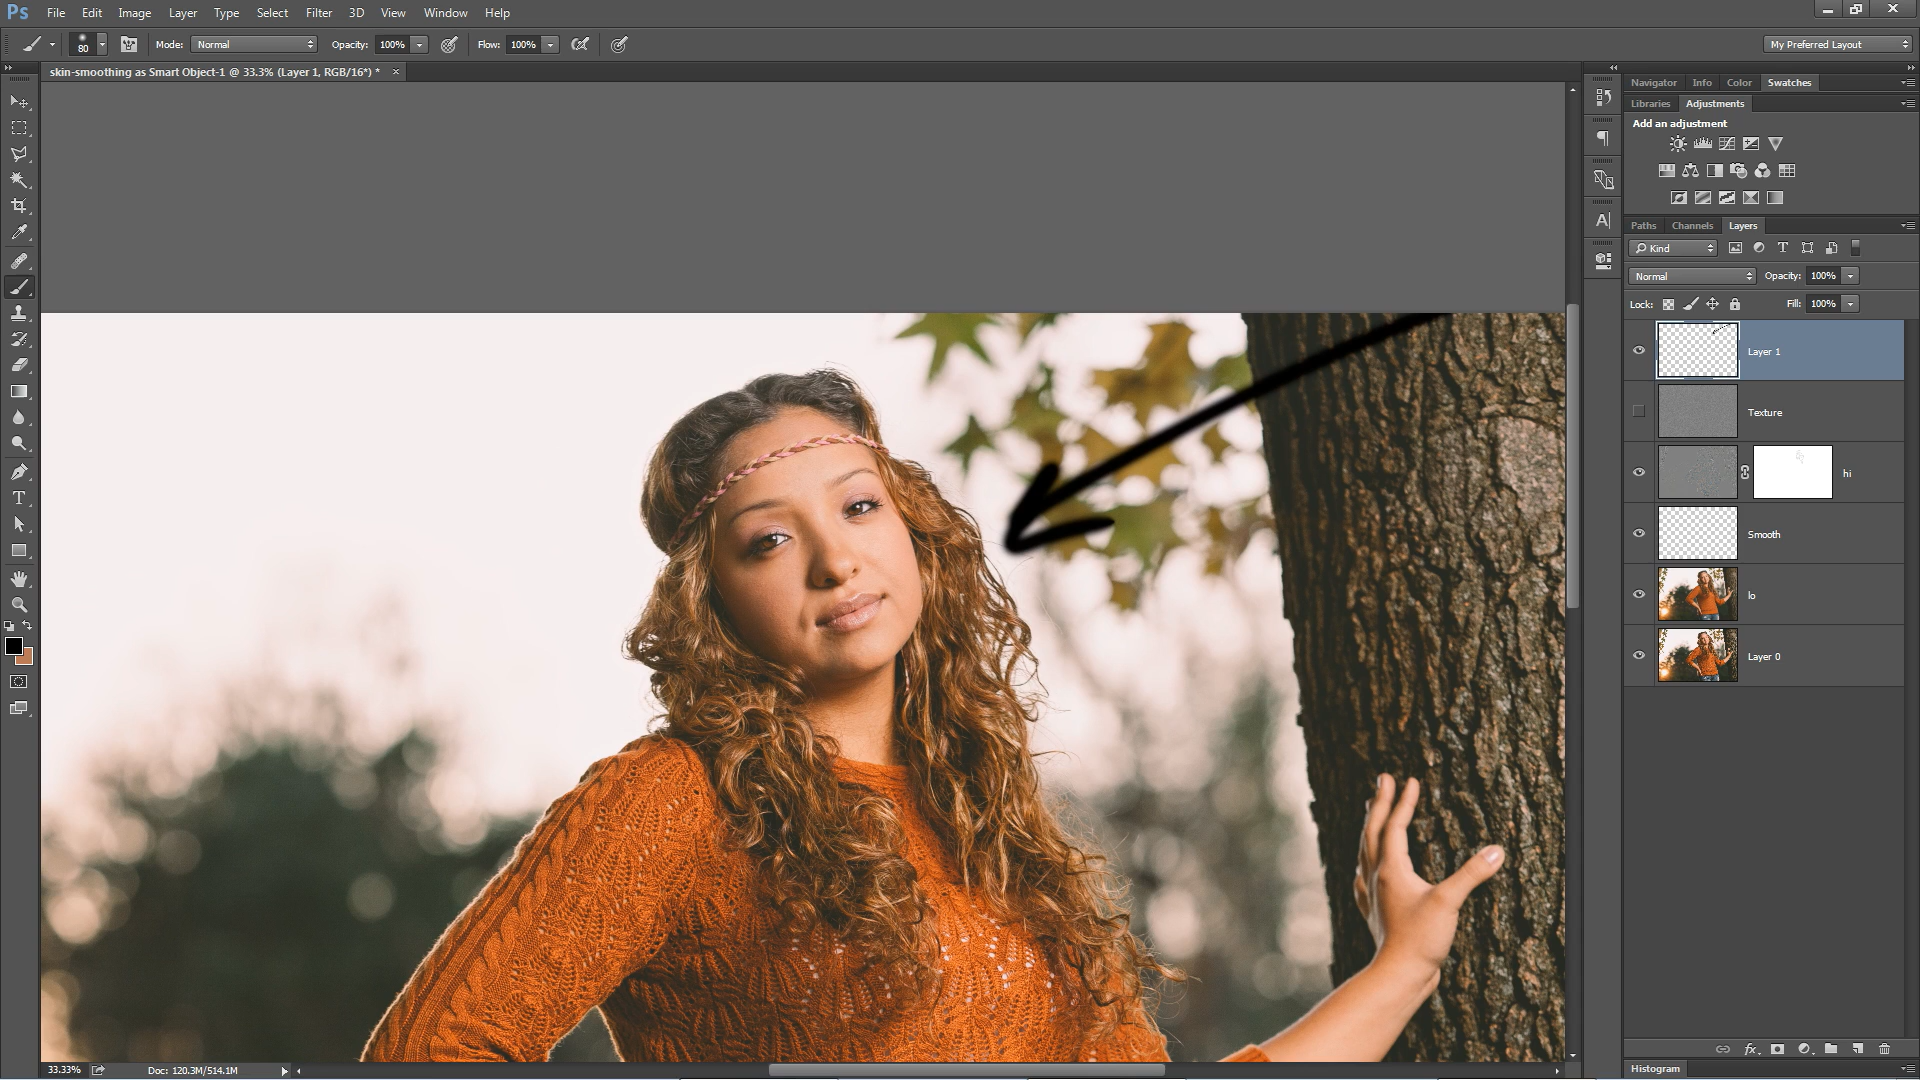 Ps File Edit Image Layer Type Select Filter 3D View Window Help
80 Mode: Normal Opacity: 100% Flow: 100% My Preferred Layout
skin-smoothing as Smart Object-1 @ 33.3% (Layer 1, RGB/16*) * ×
Navigator Info Color Swatches
Libraries Adjustments
Add an adjustment
Paths Channels Layers
Kind
Normal Opacity: 100%
Lock: Fill: 100%
Layer 1
Texture
hi
Smooth
lo
Layer 0
33.33% Doc: 120.3M/514.1M
Histogram